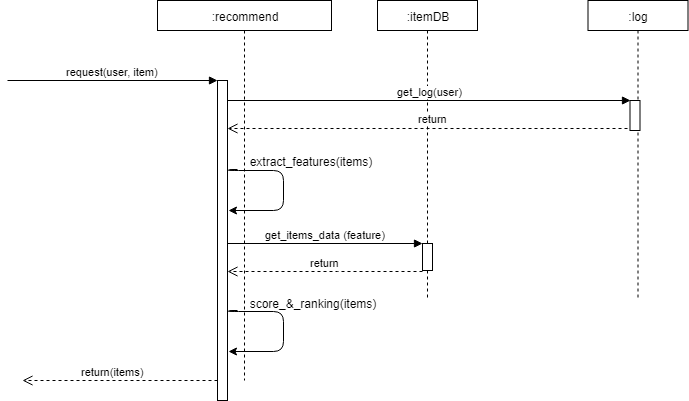 :recommend
:itemDB
:log
request(user, item)
get_log(user)
return
extract_features(items)
get_items_data (feature)
return
score_&_ranking(items)
return(items)